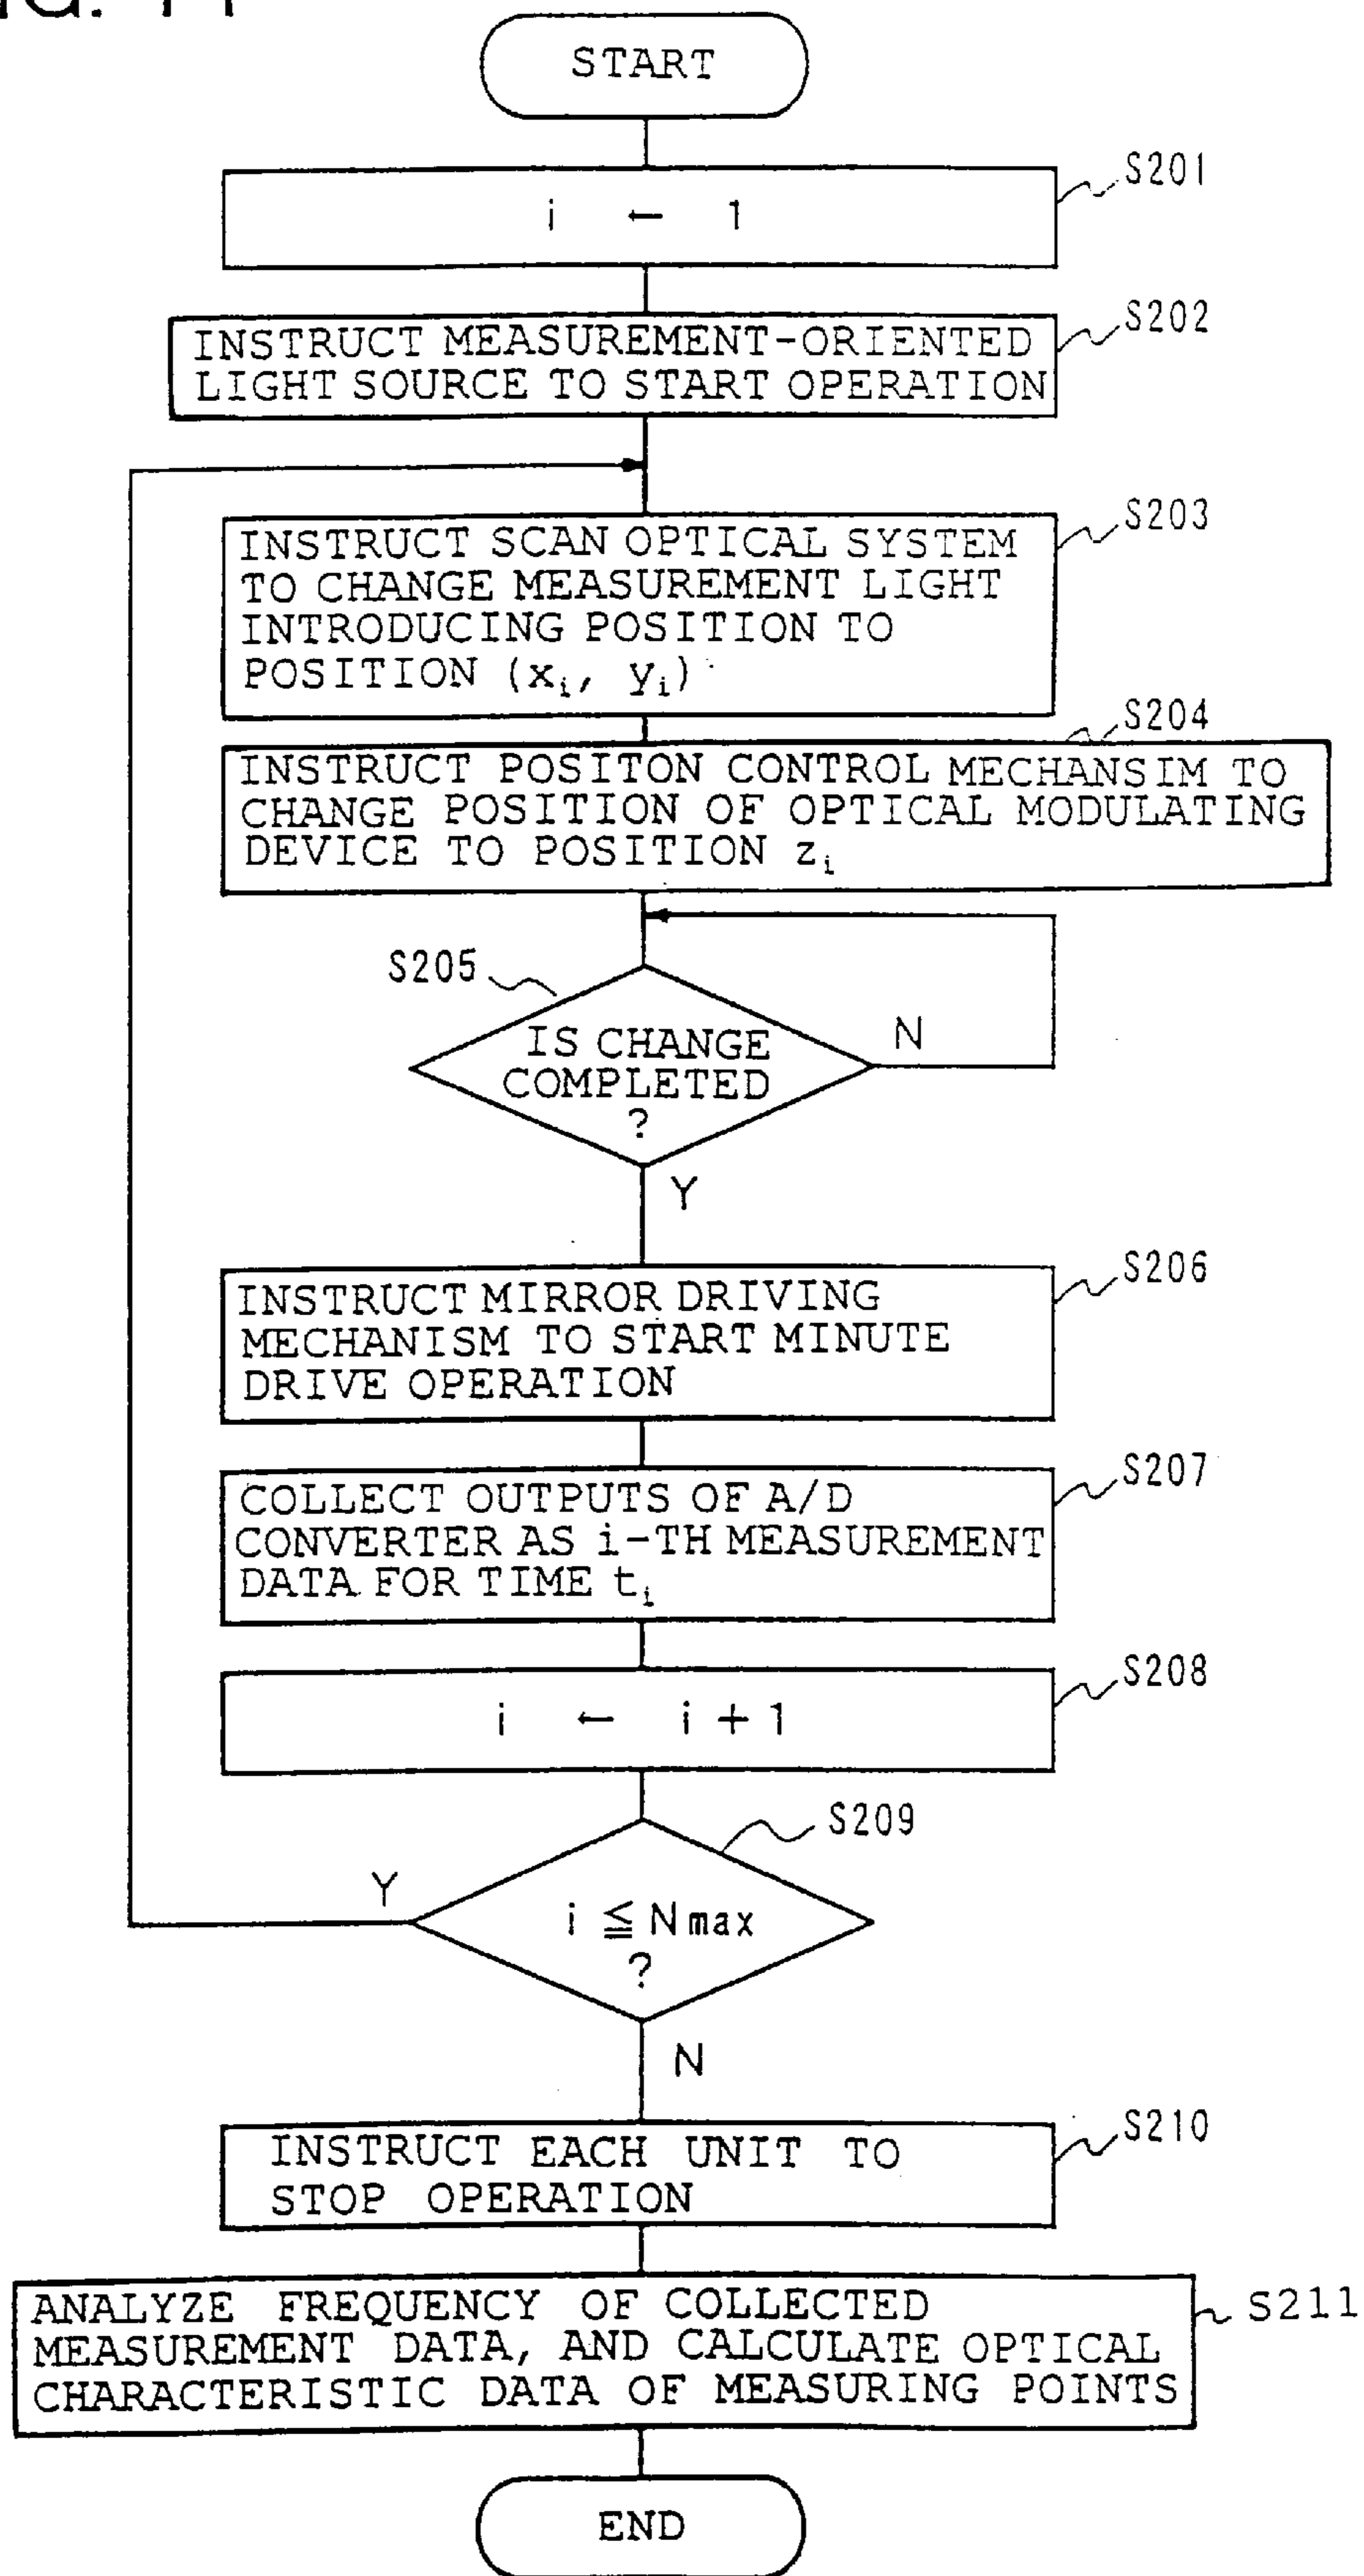 START
S201
i ← 1
S202
INSTRUCT MEASUREMENT-ORIENTED
LIGHT SOURCE TO START OPERATION
S203
INSTRUCT SCAN OPTICAL SYSTEM
TO CHANGE MEASUREMENT LIGHT
INTRODUCING POSITION TO
POSITION (xi, yi)
S204
INSTRUCT POSITON CONTROL MECHANSIM TO
CHANGE POSITION OF OPTICAL MODULATING
DEVICE TO POSITION zi
S205
IS CHANGE
COMPLETED
?
N
Y
S206
INSTRUCT MIRROR DRIVING
MECHANISM TO START MINUTE
DRIVE OPERATION
S207
COLLECT OUTPUTS OF A/D
CONVERTER AS i-TH MEASUREMENT
DATA FOR TIME ti
S208
i ← i + 1
S209
i ≦ Nmax
?
Y
N
S210
INSTRUCT EACH UNIT TO
STOP OPERATION
S211
ANALYZE FREQUENCY OF COLLECTED
MEASUREMENT DATA, AND CALCULATE OPTICAL
CHARACTERISTIC DATA OF MEASURING POINTS
END